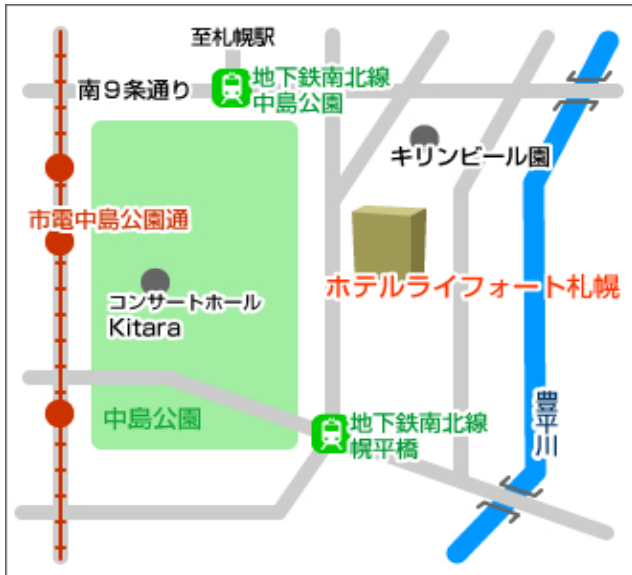 至札幌駅
南9条通り
地下鉄南北線
中島公園
キリンビール園
市電中島公園通
ホテルライフォート札幌
コンサートホール
Kitara
中島公園
地下鉄南北線
幌平橋
豊平川